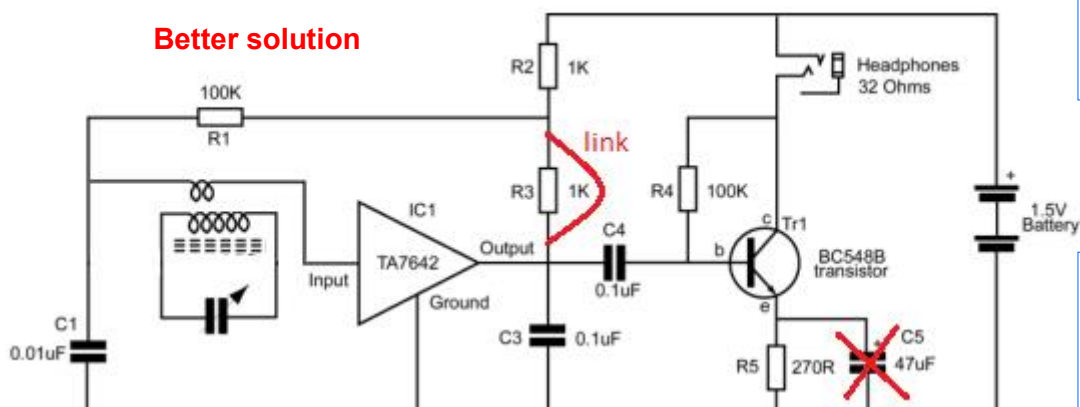 Better solution
R2
1K
Headphones
32 Ohms
100K
R1
link
R3
1K
R4
100K
+
1.5V
Battery
IC1
TA7642
Output
Input
Ground
C4
0.1uF
c
Tr1
b
e
BC548B
transistor
C1
0.01uF
C3
0.1uF
R5
270R
+
C5
47uF